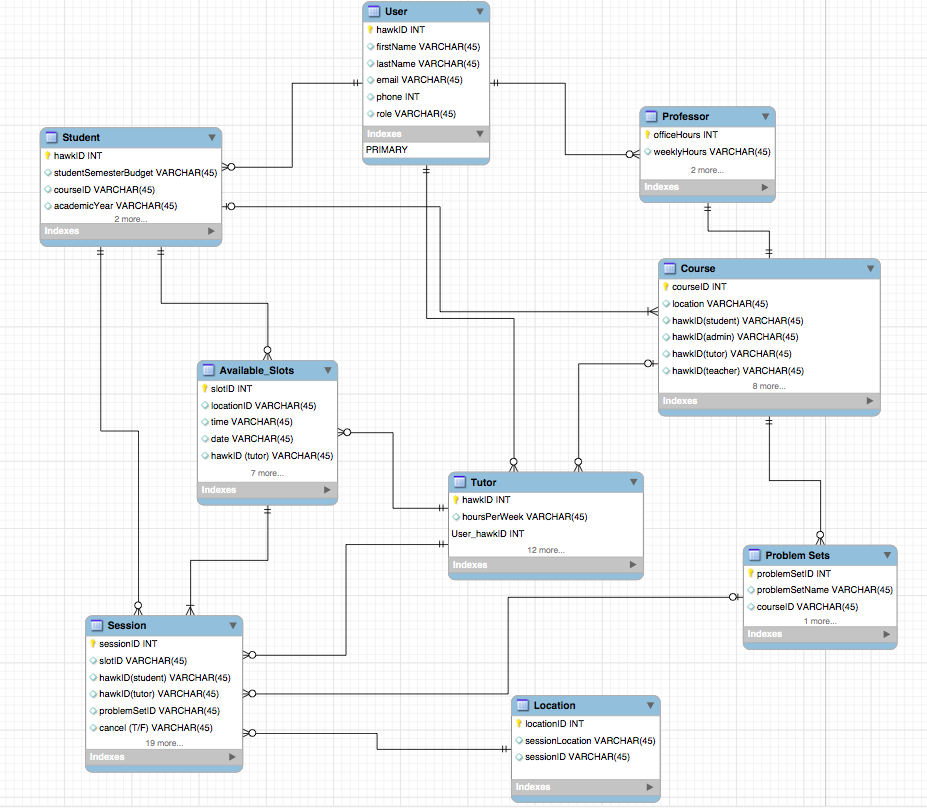 User
hawkID INT
firstName VARCHAR(45)
lastName VARCHAR(45)
email VARCHAR(45)
phone INT
role VARCHAR(45)
Indexes
PRIMARY
Student
hawkID INT
studentSemesterBudget VARCHAR(45)
courseID VARCHAR(45)
academicYear VARCHAR(45)
2 more...
Indexes
Professor
officeHours INT
weeklyHours VARCHAR(45)
2 more...
Indexes
Course
courseID INT
location VARCHAR(45)
hawkID(student) VARCHAR(45)
hawkID(admin) VARCHAR(45)
hawkID(tutor) VARCHAR(45)
hawkID(teacher) VARCHAR(45)
8 more...
Indexes
Available_Slots
slotID INT
locationID VARCHAR(45)
time VARCHAR(45)
date VARCHAR(45)
hawkID (tutor) VARCHAR(45)
7 more...
Indexes
Tutor
hawkID INT
hoursPerWeek VARCHAR(45)
User_hawkID INT
12 more...
Indexes
Problem Sets
problemSetID INT
problemSetName VARCHAR(45)
courseID VARCHAR(45)
1 more...
Indexes
Session
sessionID INT
slotID VARCHAR(45)
hawkID(student) VARCHAR(45)
hawkID(tutor) VARCHAR(45)
problemSetID VARCHAR(45)
cancel (T/F) VARCHAR(45)
19 more...
Indexes
Location
locationID INT
sessionLocation VARCHAR(45)
sessionID VARCHAR(45)
Indexes